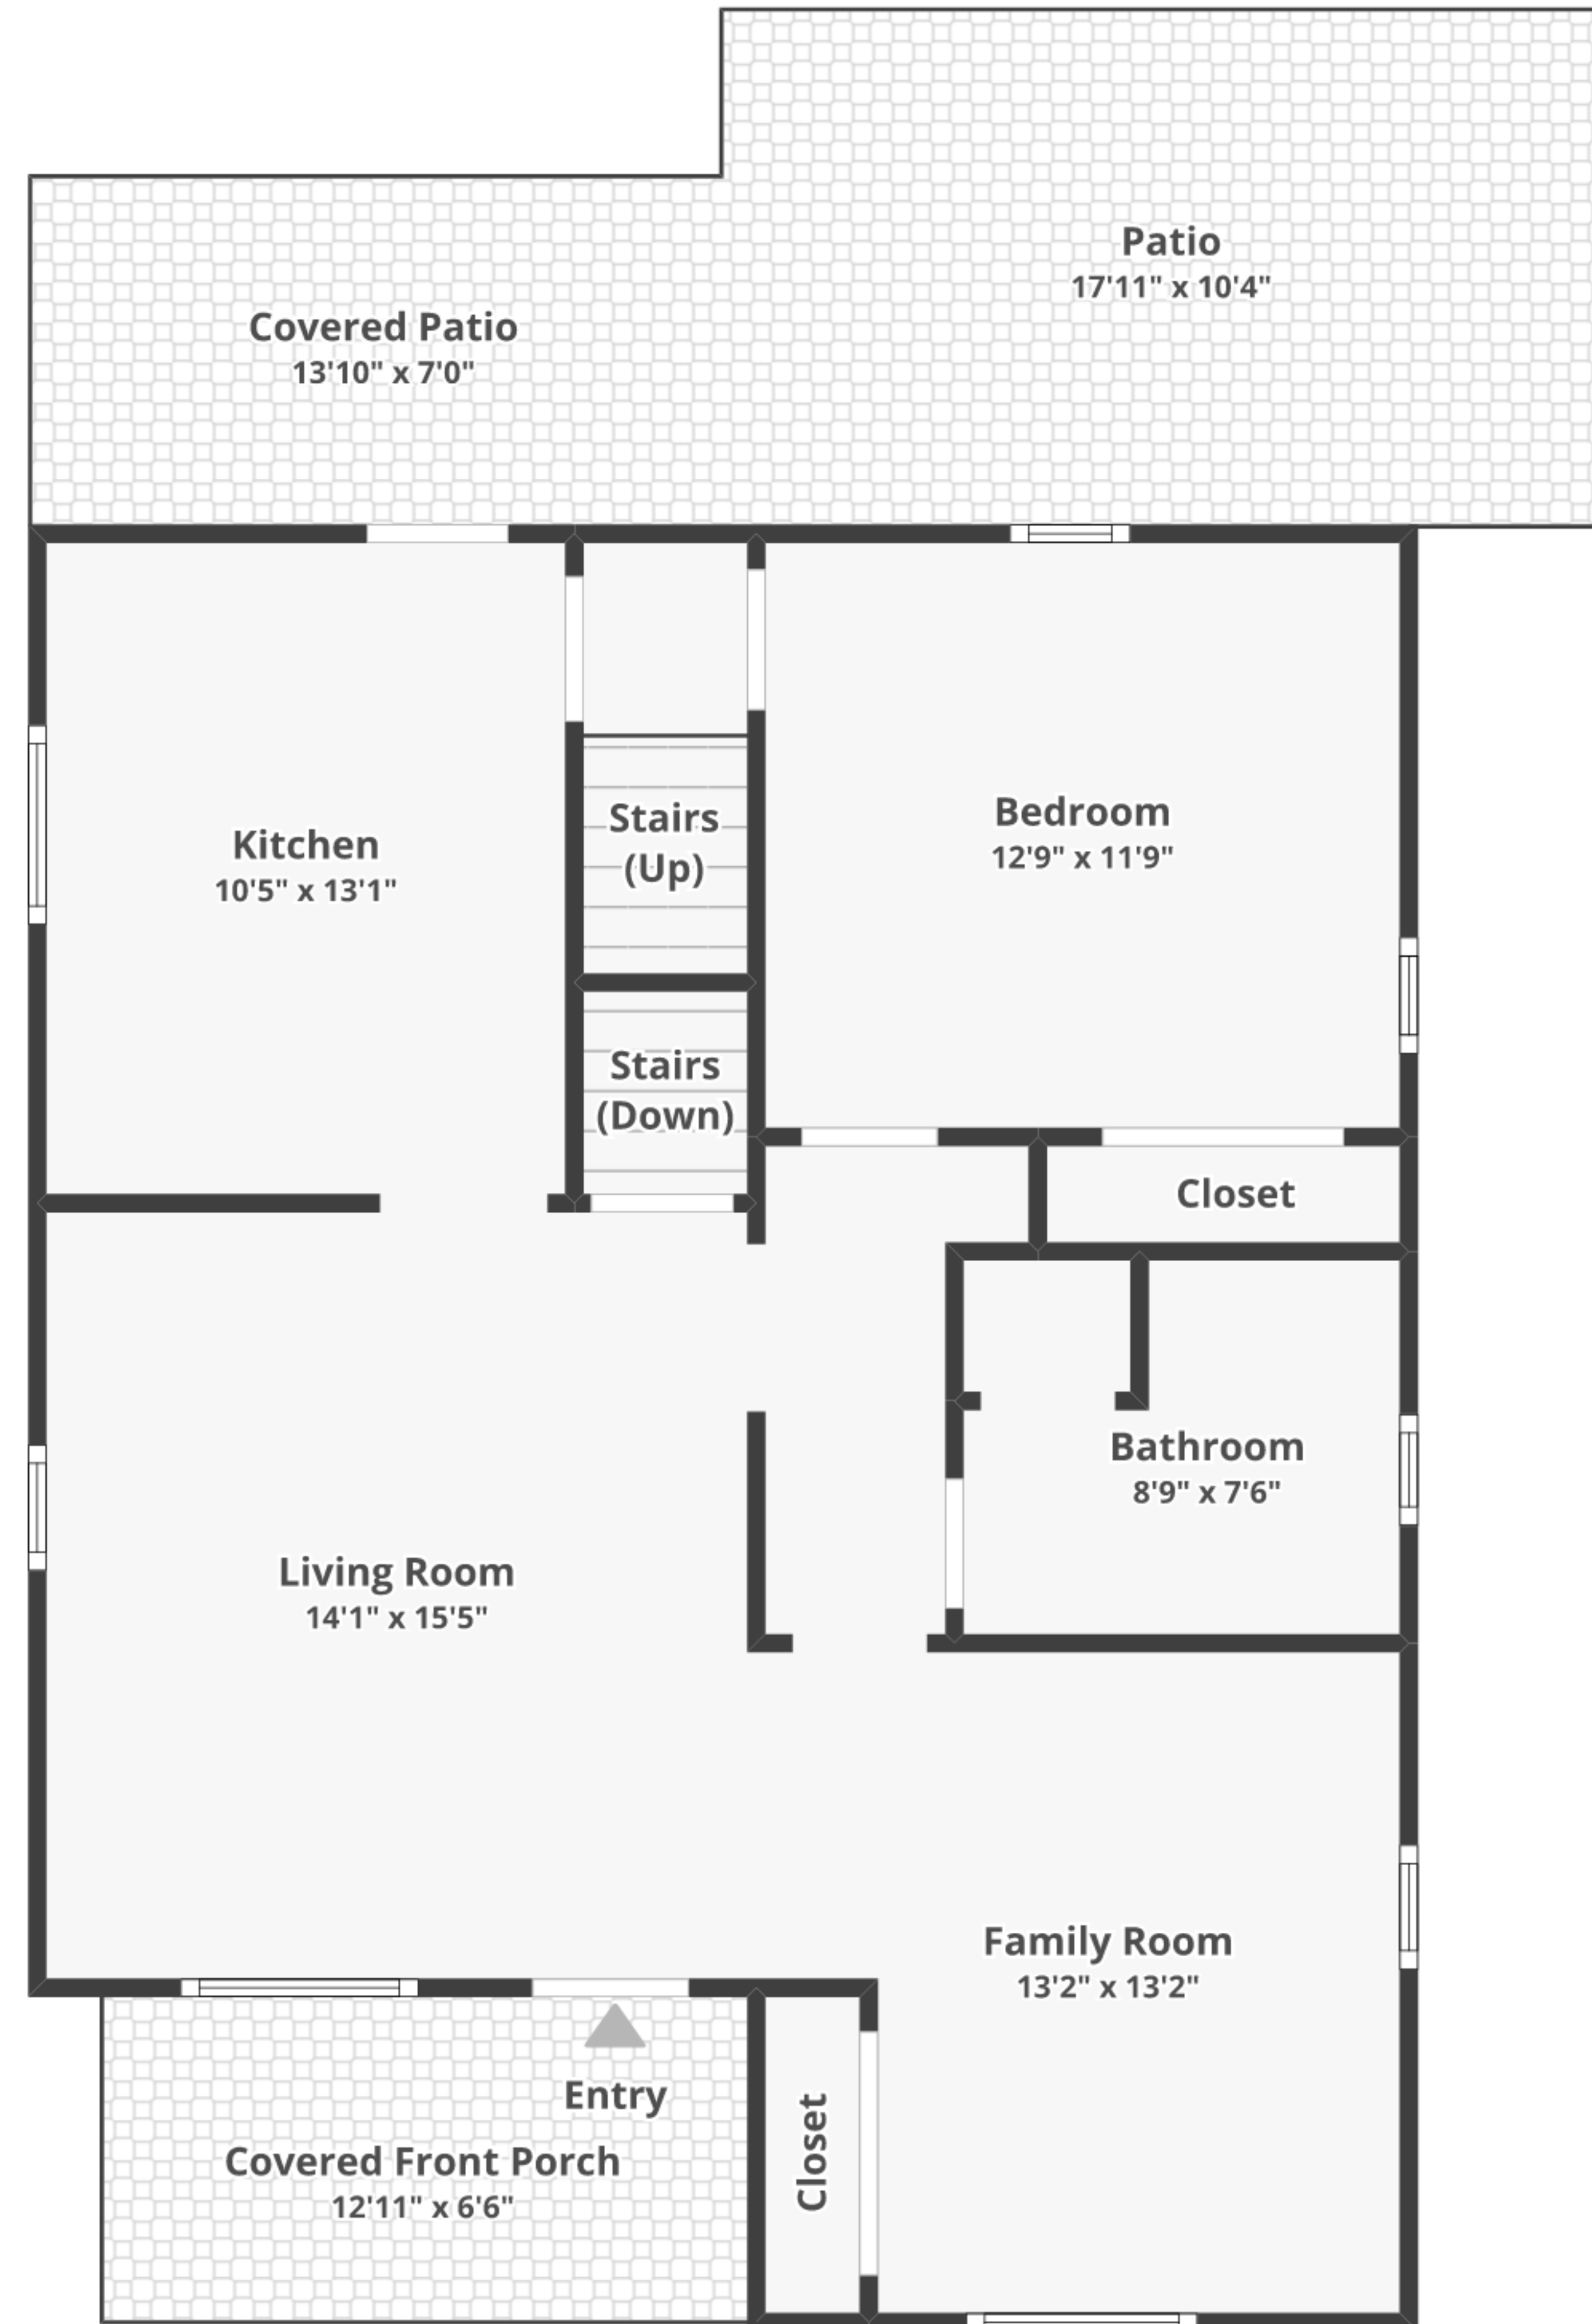 Patio
17'11" x 10'4"
Covered Patio
13'10" x 7'0"
Kitchen
10'5" x 13'1"
Stairs
(Up)
Bedroom
12'9" x 11'9"
Stairs
(Down)
Closet
Bathroom
8'9" x 7'6"
Living Room
14'1" x 15'5"
Family Room
13'2" x 13'2"
Entry
Covered Front Porch
12'11" x 6'6"
Closet